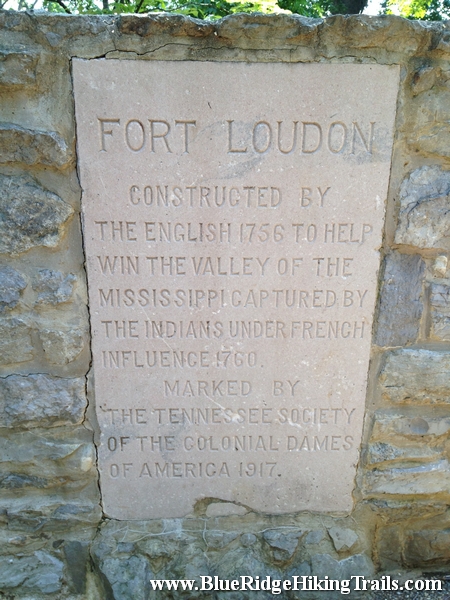 FORT LOUDON
CONSTRUCTED BY
THE ENGLISH 1756 TO HELP
WIN THE VALLEY OF THE
MISSISSIPPI. CAPTURED BY
THE INDIANS UNDER FRENCH
INFLUENCE 1760.
MARKED BY
THE TENNESSEE SOCIETY
OF THE COLONIAL DAMES
OF AMERICA 1917.
www.BlueRidgeHikingTrails.com